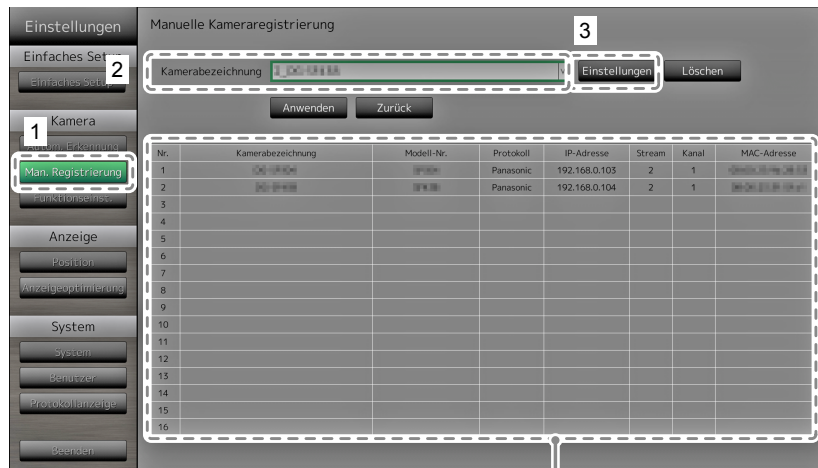 Einstellungen
Einfaches Setup
2
Einfaches Setup
Kamera
1
Autom. Erkennung
Man. Registrierung
Funktionseinst.
Anzeige
Position
Anzeigeoptimierung
System
System
Benutzer
Protokollanzeige
Beenden
Manuelle Kameraregistrierung
3
Kamerabezeichnung Einstellungen Löschen
Anwenden Zurück
Nr. Kamerabezeichnung Modell-Nr. Protokoll IP-Adresse Stream Kanal MAC-Adresse
1 Panasonic 192.168.0.103 2 1
2 Panasonic 192.168.0.104 2 1
3
4
5
6
7
8
9
10
11
12
13
14
15
16